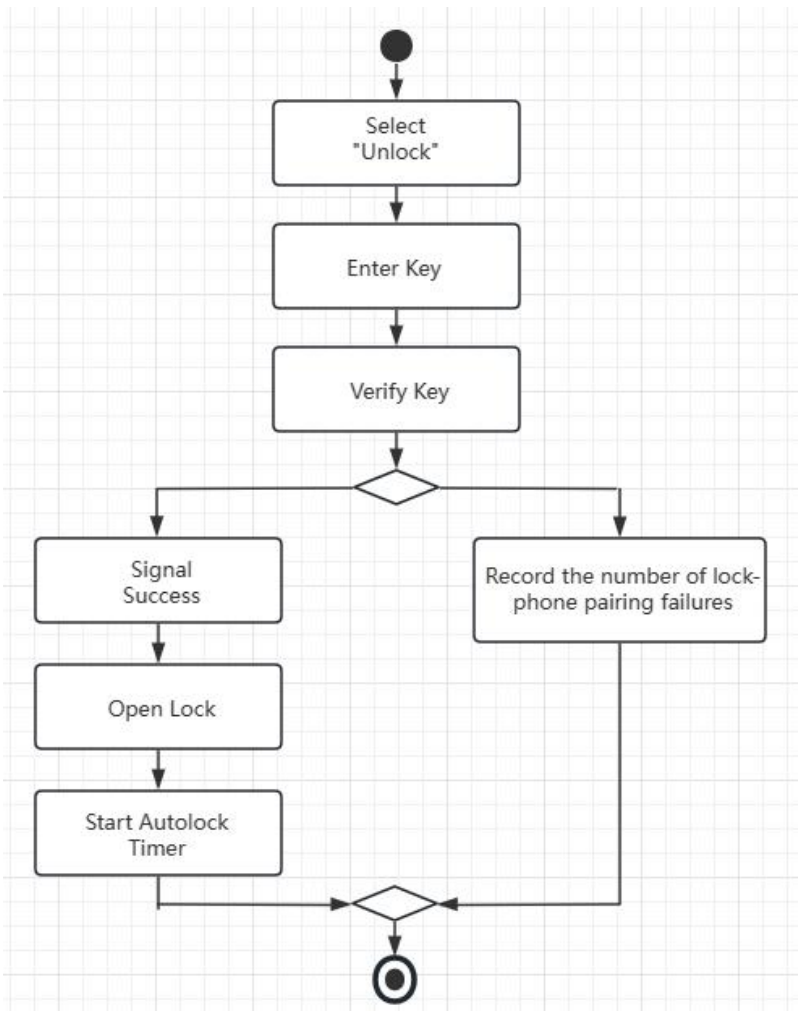 Select
"Unlock"
Enter Key
Verify Key
Signal
Success
Record the number of lock-
phone pairing failures
Open Lock
Start Autolock
Timer